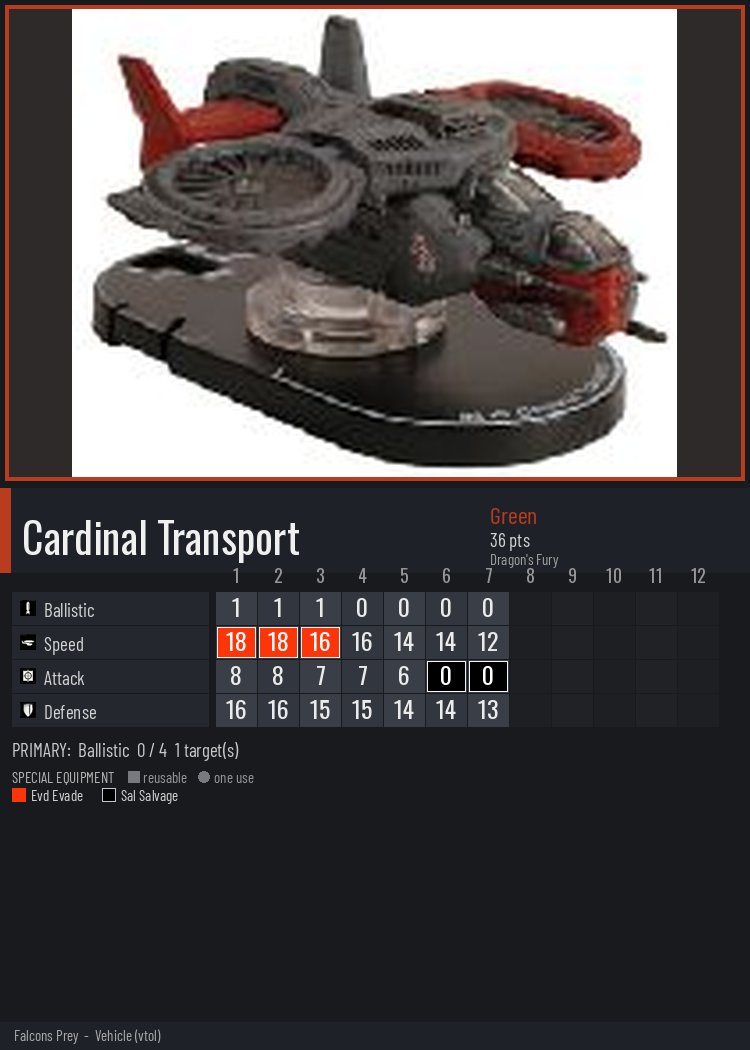 Cardinal Transport
Green
36 pts
Dragon's Fury
1 2 3 4 5 6 7 8 9 10 11 12
Ballistic 1 1 1 0 0 0 0
Speed 18 18 16 16 14 14 12
Attack 8 8 7 7 6 0 0
Defense 16 16 15 15 14 14 13
PRIMARY: Ballistic 0 / 4 1 target(s)
SPECIAL EQUIPMENT reusable one use
Evd Evade Sal Salvage
Falcons Prey - Vehicle (vtol)